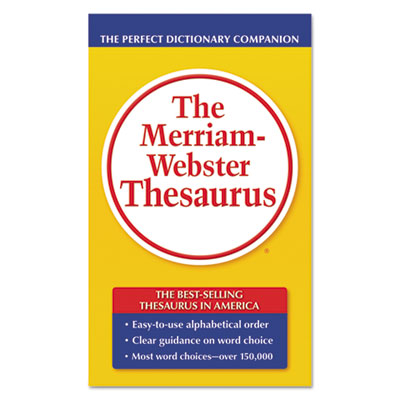 THE PERFECT DICTIONARY COMPANION
The
Merriam-
Webster
Thesaurus
®
THE BEST-SELLING
THESAURUS IN AMERICA
• Easy-to-use alphabetical order
• Clear guidance on word choice
• Most word choices—over 150,000